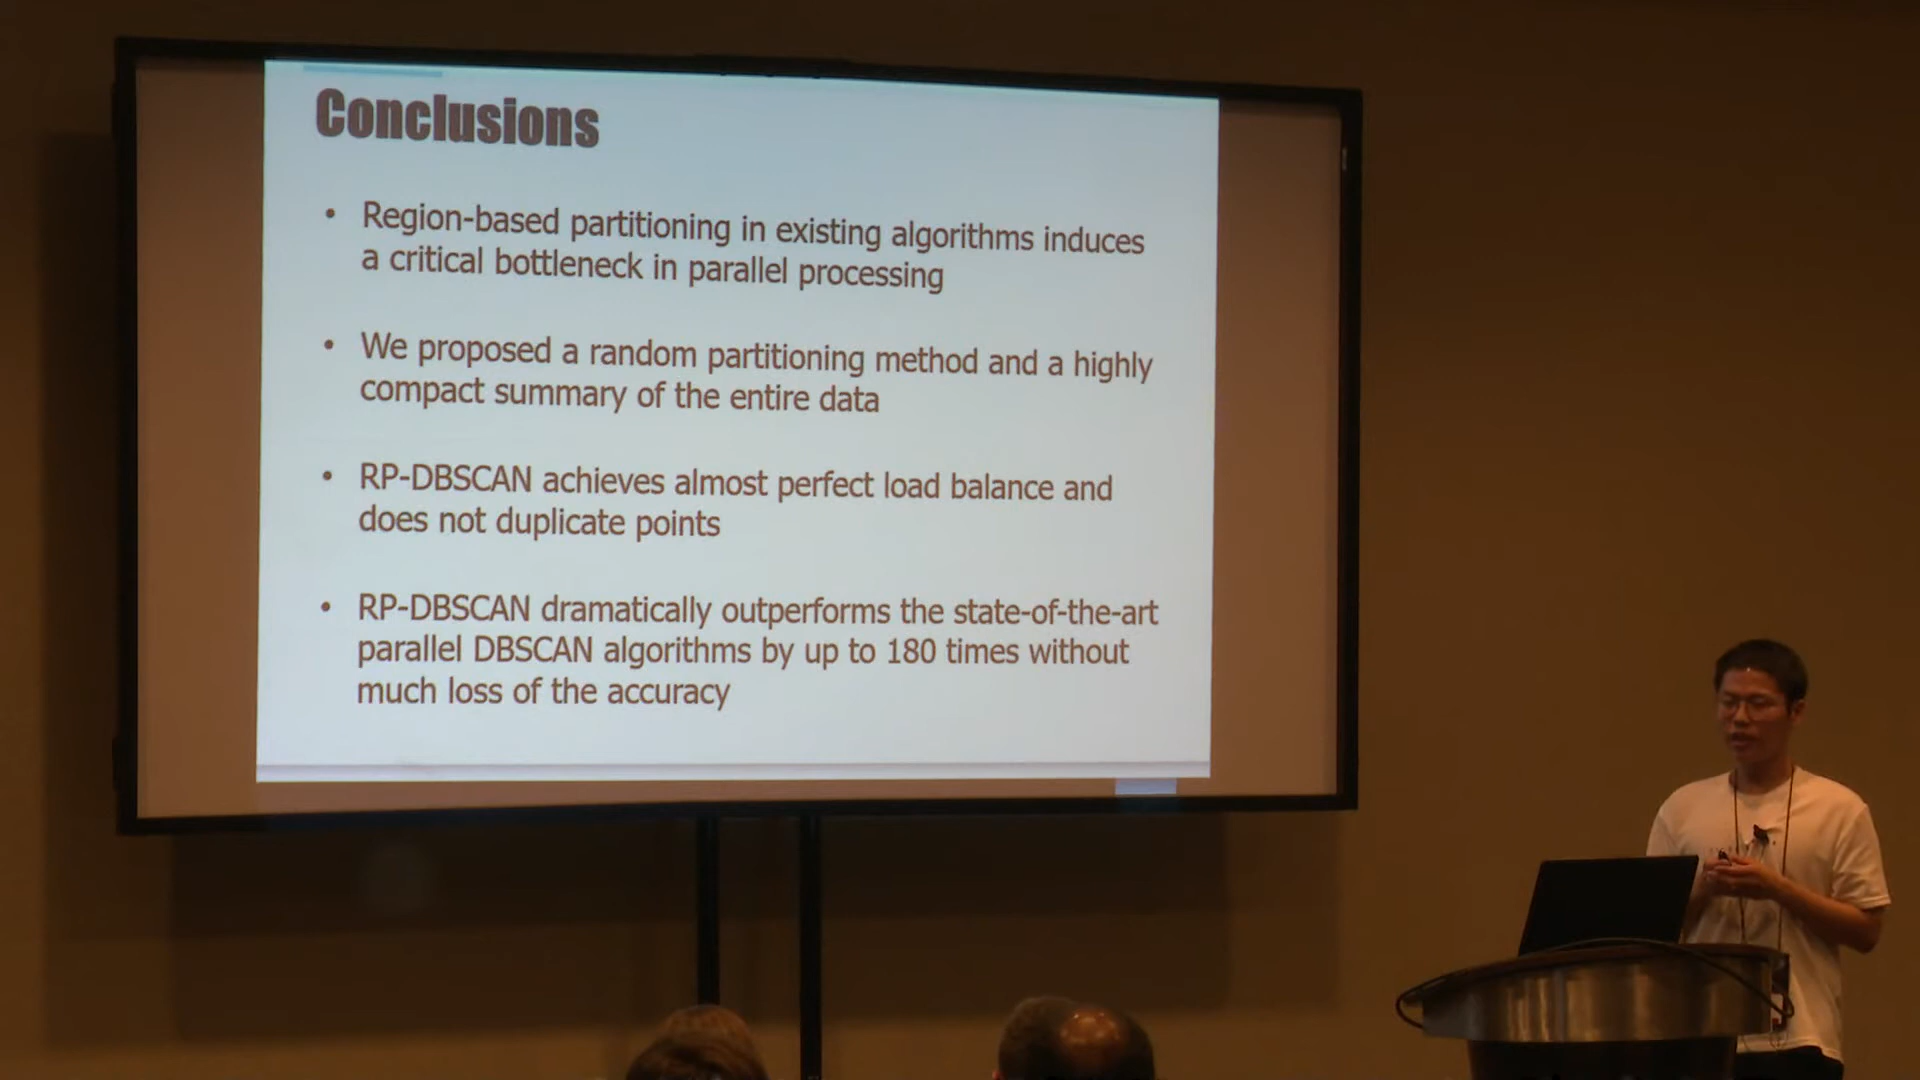 Conclusions
• Region-based partitioning in existing algorithms induces
a critical bottleneck in parallel processing
• We proposed a random partitioning method and a highly
compact summary of the entire data
• RP-DBSCAN achieves almost perfect load balance and
does not duplicate points
• RP-DBSCAN dramatically outperforms the state-of-the-art
parallel DBSCAN algorithms by up to 180 times without
much loss of the accuracy